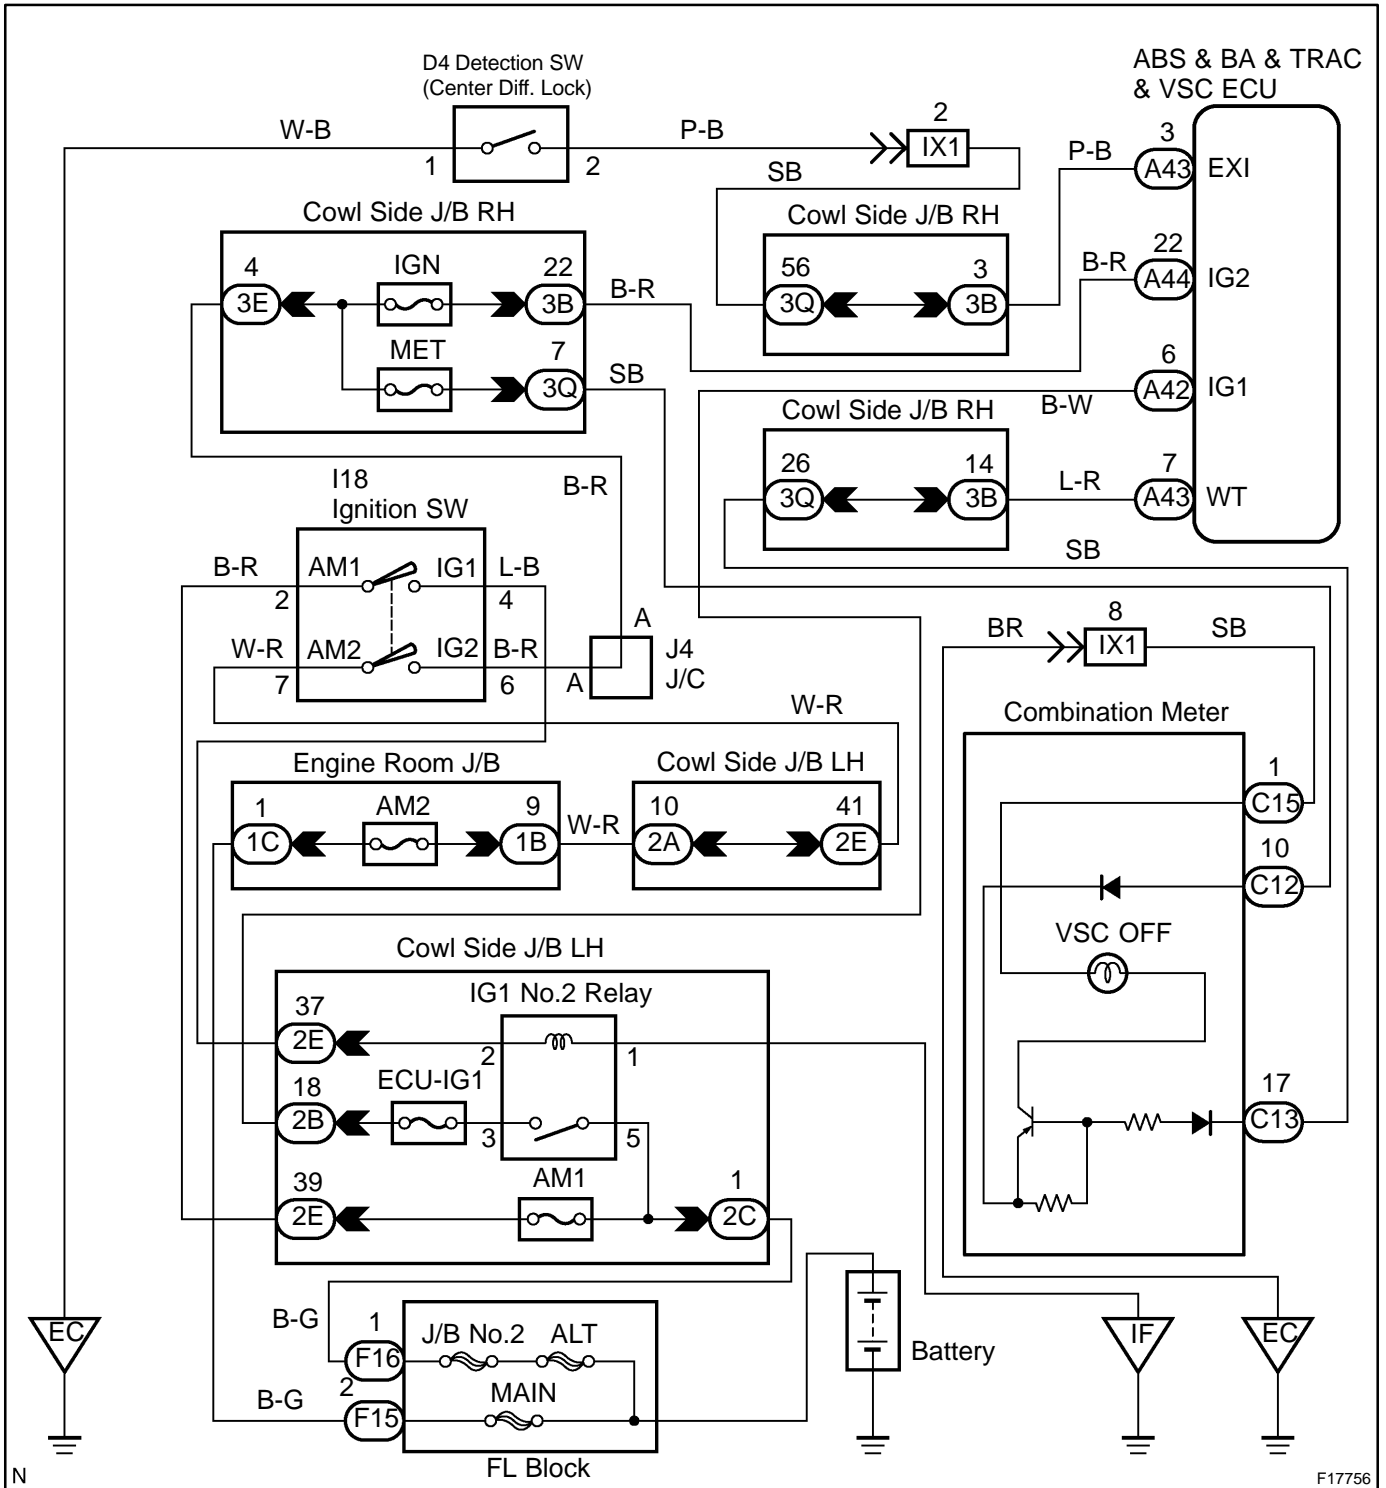 D4 Detection SW
(Center Diff. Lock)
ABS & BA & TRAC
& VSC ECU
W-B
1
2
P-B
2
IX1
SB
P-B
3
A43
EXI
Cowl Side J/B RH
4
3E
IGN
22
3B
B-R
MET
7
3Q
SB
Cowl Side J/B RH
56
3Q
3
3B
B-R
22
A44
IG2
6
A42
IG1
B-W
Cowl Side J/B RH
26
3Q
14
3B
L-R
7
A43
WT
SB
B-R
I18
Ignition SW
B-R
2
AM1
IG1
L-B
4
W-R
7
AM2
IG2
B-R
6
A
A
J4
J/C
W-R
BR
8
IX1
SB
Engine Room J/B
1
1C
AM2
9
1B
W-R
Cowl Side J/B LH
10
2A
41
2E
Combination Meter
1
C15
10
C12
VSC OFF
17
C13
Cowl Side J/B LH
IG1 No.2 Relay
37
2E
2
1
18
2B
ECU-IG1
3
5
39
2E
AM1
1
2C
B-G
1
F16
J/B No.2
ALT
B-G
2
F15
MAIN
FL Block
Battery
EC
IF
EC
N
F17756